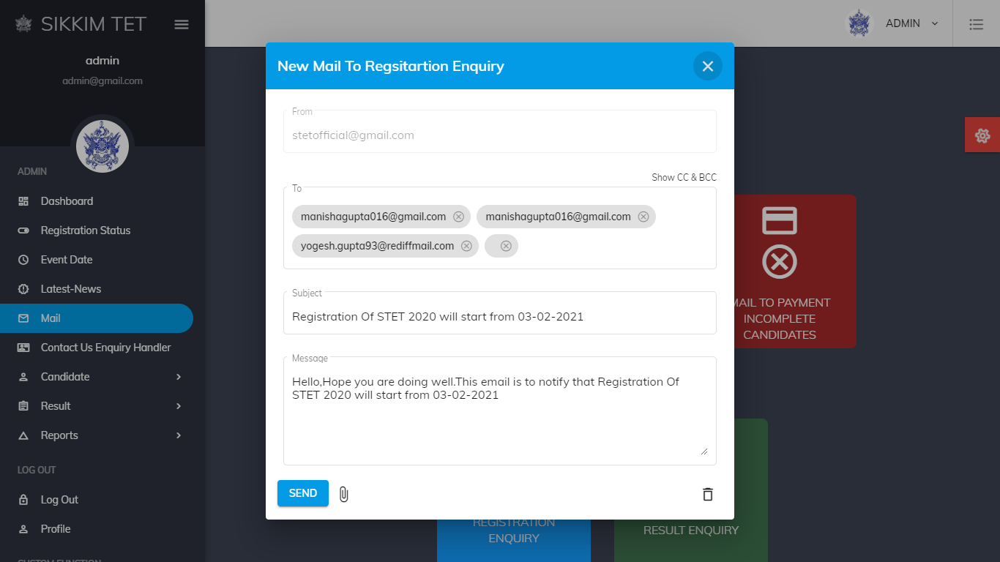 SIKKIM TET
admin
admin@gmail.com
ADMIN
Dashboard
Registration Status
Event Date
Latest-News
Mail
Contact Us Enquiry Handler
Candidate
Result
Reports
LOG OUT
Log Out
Profile
CUSTOM FUNCTION
ADMIN
New Mail To Regsitartion Enquiry
From
stetofficial@gmail.com
Show CC & BCC
To
manishagupta016@gmail.com manishagupta016@gmail.com
yogesh.gupta93@rediffmail.com
Subject
Registration Of STET 2020 will start from 03-02-2021
Message
Hello,Hope you are doing well.This email is to notify that Registration Of
STET 2020 will start from 03-02-2021
SEND
MAIL TO PAYMENT
INCOMPLETE
CANDIDATES
REGISTRATION
ENQUIRY
RESULT ENQUIRY